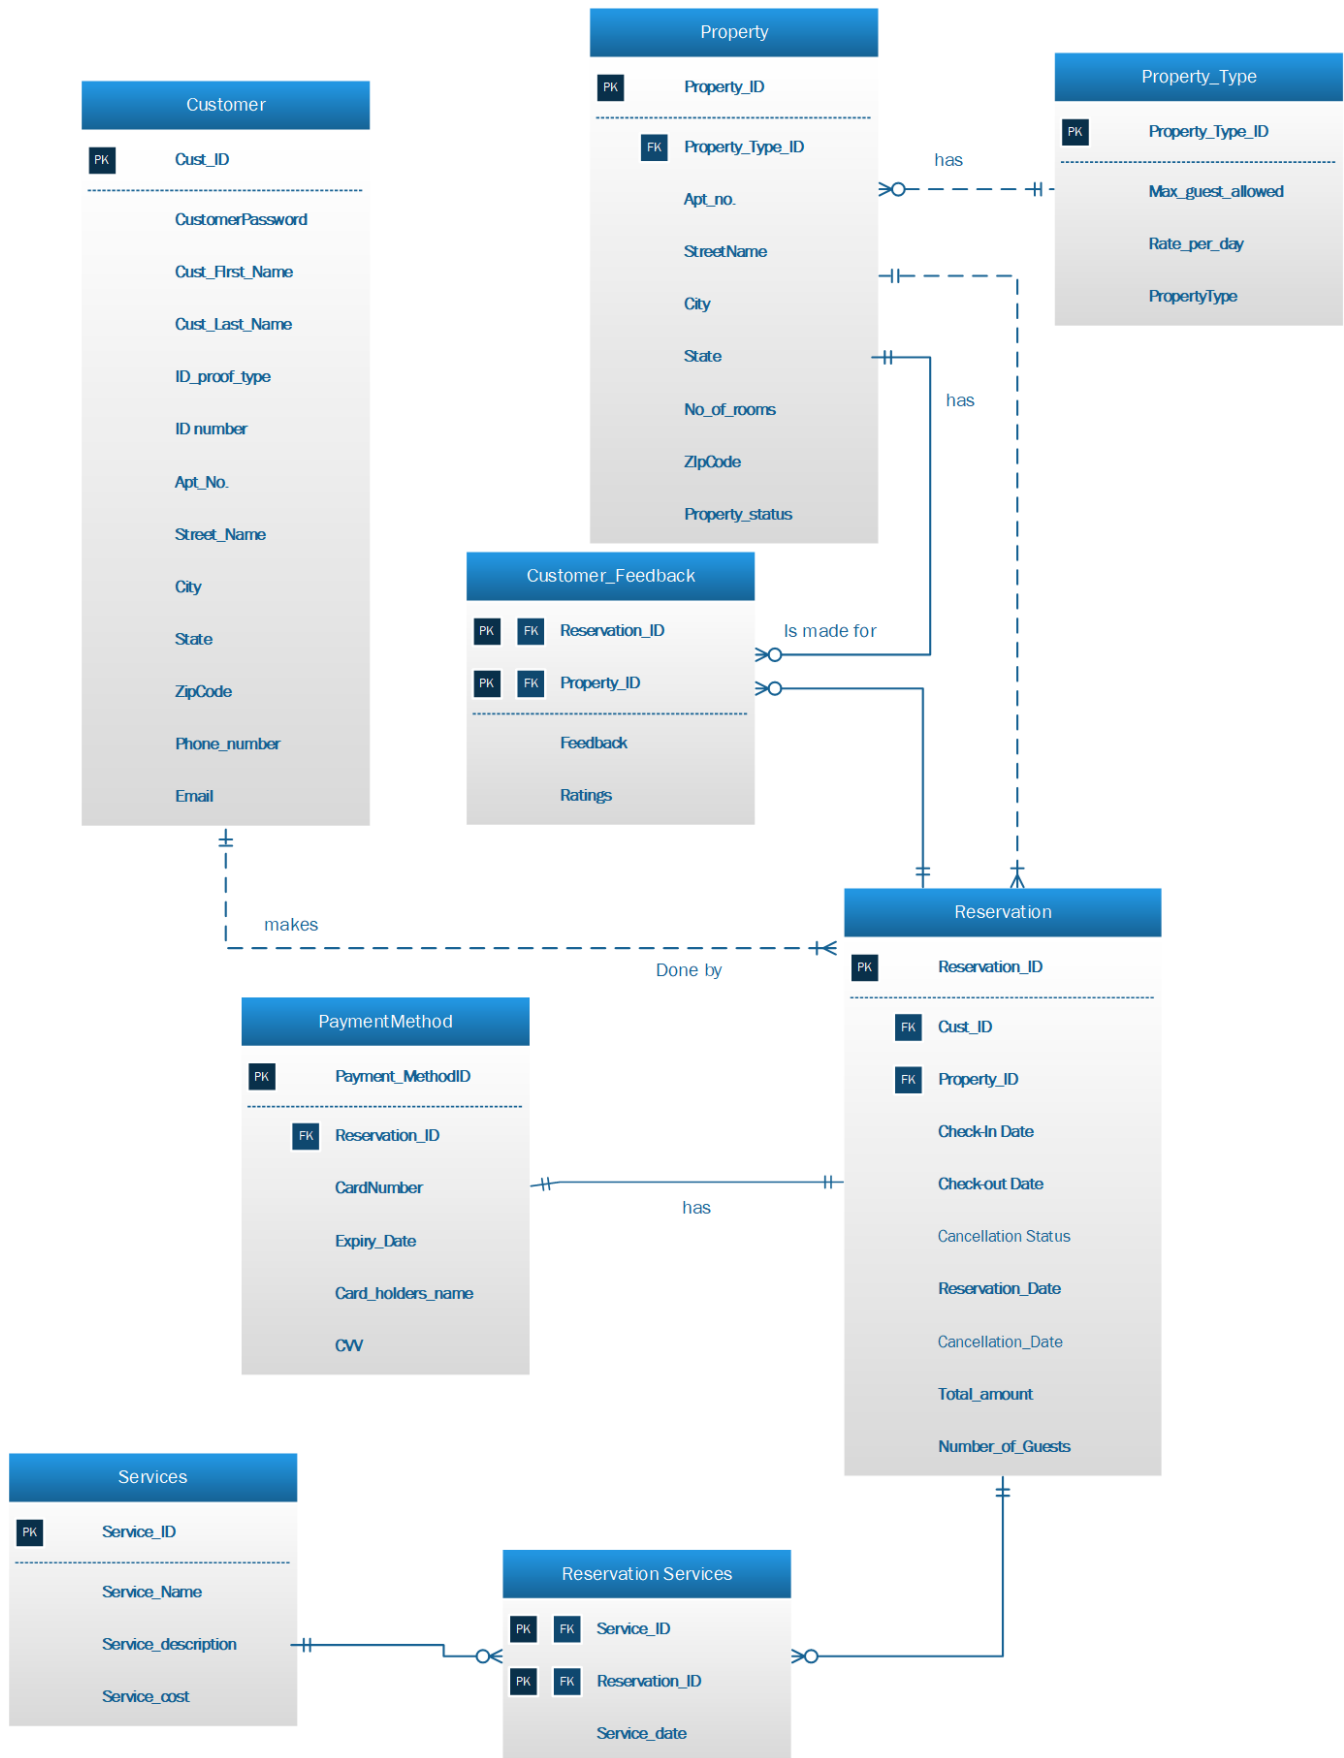 Property
PK Property_ID
FK Property_Type_ID
Apt_no.
StreetName
City
State
No_of_rooms
ZIpCode
Property_status
Property_Type
PK Property_Type_ID
Max_guest_allowed
Rate_per_day
PropertyType
has
has
Customer
PK Cust_ID
CustomerPassword
Cust_FIrst_Name
Cust_Last_Name
ID_proof_type
ID number
Apt_No.
Street_Name
City
State
ZipCode
Phone_number
Email
Customer_Feedback
PK FK Reservation_ID
PK FK Property_ID
Feedback
Ratings
Is made for
makes
Done by
Reservation
PK Reservation_ID
FK Cust_ID
FK Property_ID
Check-In Date
Check-out Date
Cancellation Status
Reservation_Date
Cancellation_Date
Total_amount
Number_of_Guests
PaymentMethod
PK Payment_MethodID
FK Reservation_ID
CardNumber
Expiry_Date
Card_holders_name
CVV
has
Services
PK Service_ID
Service_Name
Service_description
Service_cost
Reservation Services
PK FK Service_ID
PK FK Reservation_ID
Service_date